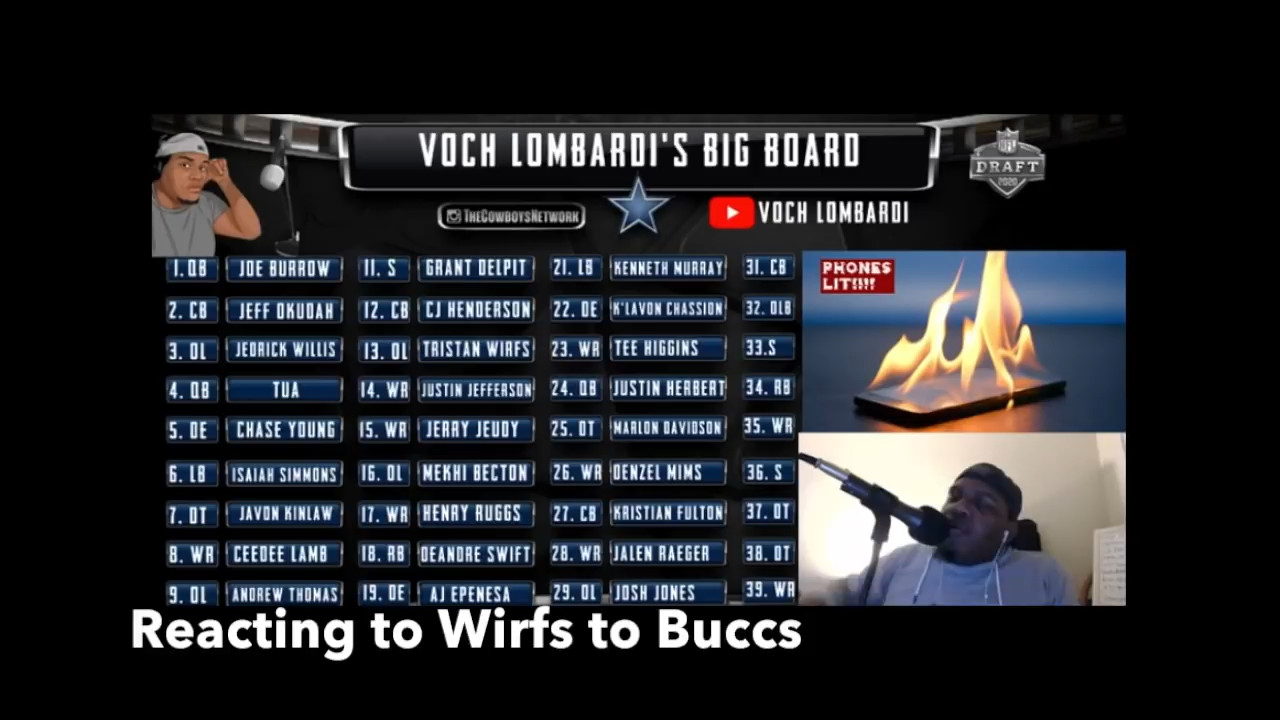 VOCH LOMBARDI'S BIG BOARD
NFL
DRAFT
2020
THECOWBOYSNETWORK
VOCH LOMBARDI
1. QB JOE BURROW 11. S GRANT DELPIT 21. LB KENNETH MURRAY 31. CB
PHONES
LIT!!!
2. CB JEFF OKUDAH 12. CB CJ HENDERSON 22. DE K'LAVON CHASSION 32. OLB
3. OL JEDRICK WILLIS 13. OL TRISTAN WIRFS 23. WR TEE HIGGINS 33.S
4. QB TUA 14. WR JUSTIN JEFFERSON 24. QB JUSTIN HERBERT 34. RB
5. DE CHASE YOUNG 15. WR JERRY JEUDY 25. DT MARLON DAVIDSON 35. WR
6. LB ISAIAH SIMMONS 16. OL MEKHI BECTON 26. WR DENZEL MIMS 36. S
7. DT JAVON KINLAW 17. WR HENRY RUGGS 27. CB KRISTIAN FULTON 37. DT
8. WR CEEDEE LAMB 18. RB DEANDRE SWIFT 28. WR JALEN RAEGER 38. DT
9. OL ANDREW THOMAS 19. DE AJ EPENESA 29. OL JOSH JONES 39. WR
Reacting to Wirfs to Buccs